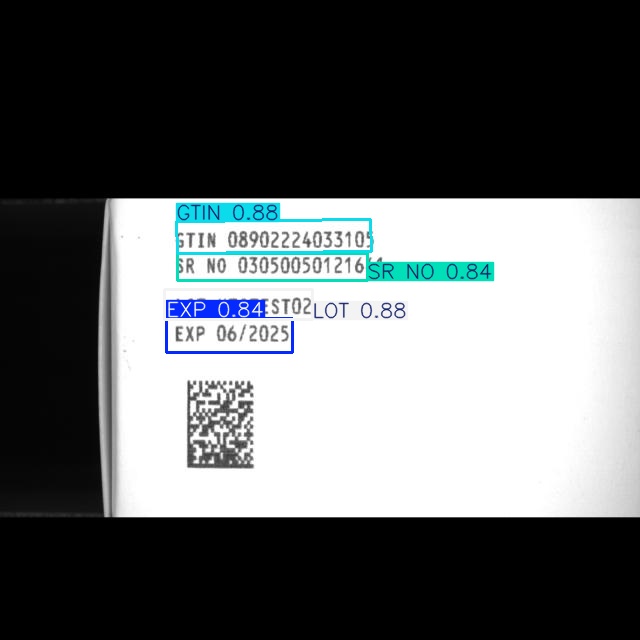 GTIN 0.88
GTIN 08902224033105
SR NO 030500501216
SR NO 0.84
EXP 0.84
LOT 0.88
EXP 06/2025